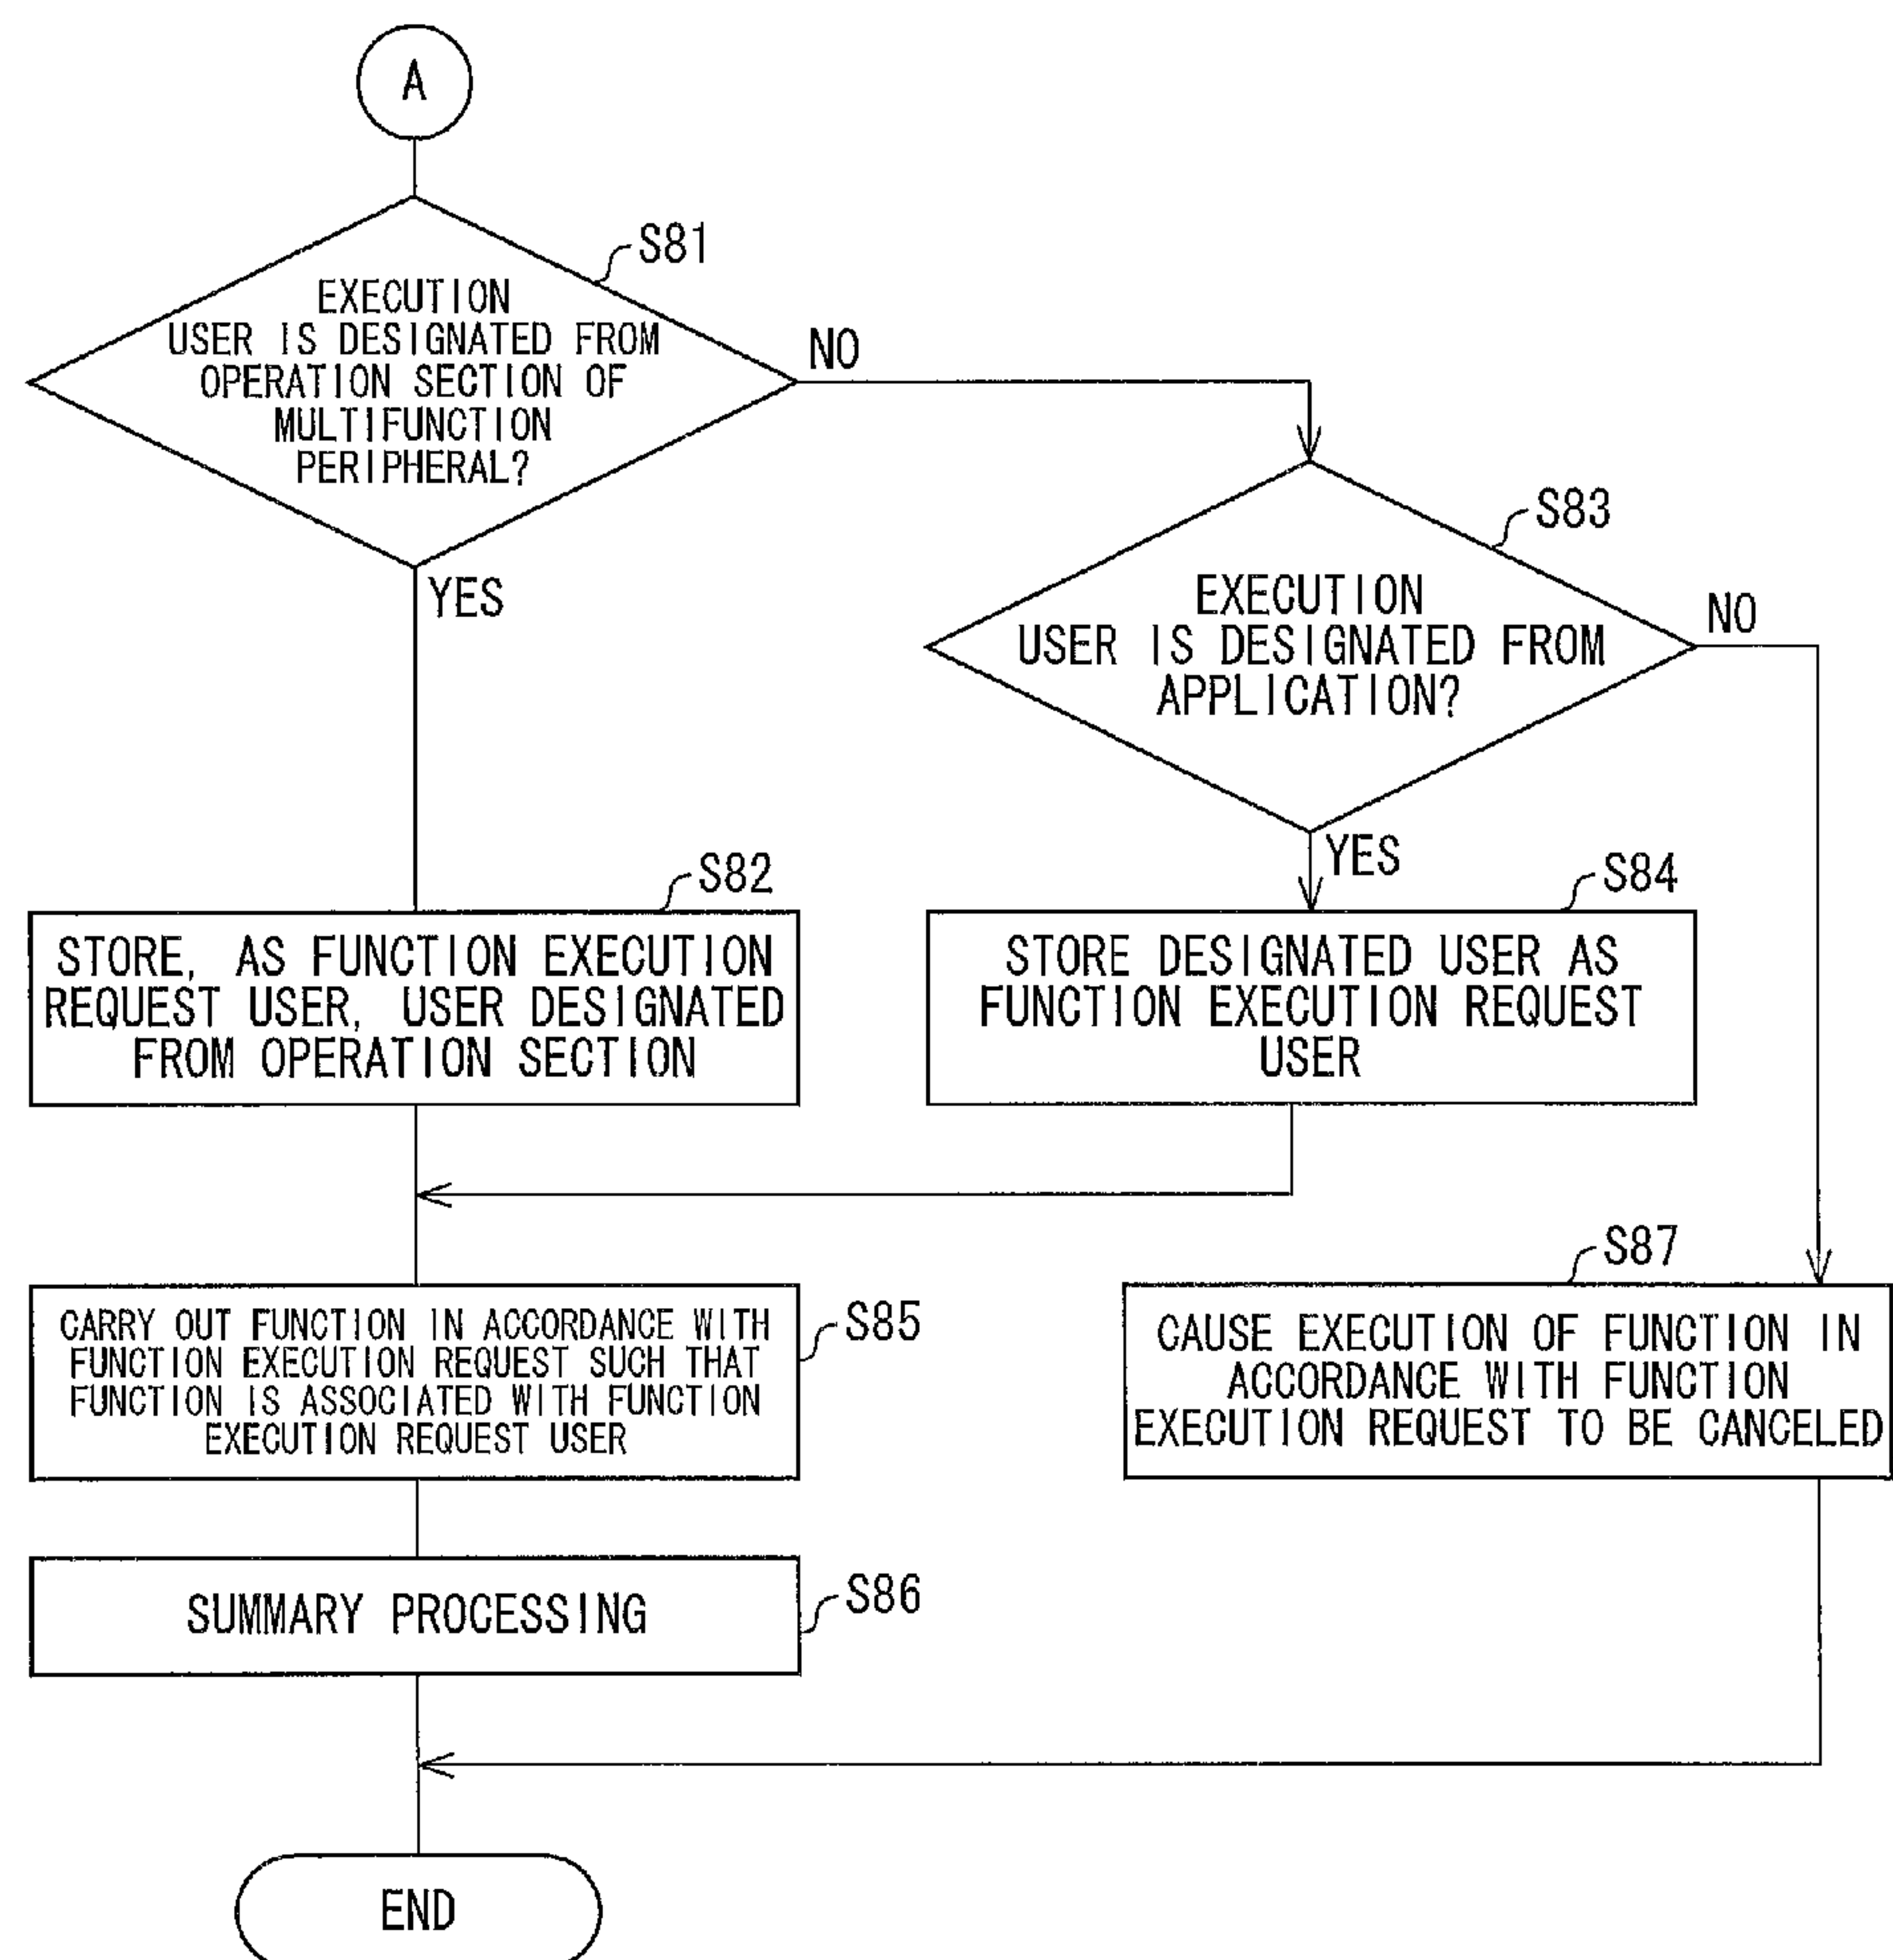 A
S81
EXECUTION
USER IS DESIGNATED FROM
OPERATION SECTION OF
MULTIFUNCTION
PERIPHERAL?
NO
YES
S83
EXECUTION
USER IS DESIGNATED FROM
APPLICATION?
NO
YES
S82
STORE, AS FUNCTION EXECUTION
REQUEST USER, USER DESIGNATED
FROM OPERATION SECTION
S84
STORE DESIGNATED USER AS
FUNCTION EXECUTION REQUEST
USER
S85
CARRY OUT FUNCTION IN ACCORDANCE WITH
FUNCTION EXECUTION REQUEST SUCH THAT
FUNCTION IS ASSOCIATED WITH FUNCTION
EXECUTION REQUEST USER
S87
CAUSE EXECUTION OF FUNCTION IN
ACCORDANCE WITH FUNCTION
EXECUTION REQUEST TO BE CANCELED
SUMMARY PROCESSING
S86
END